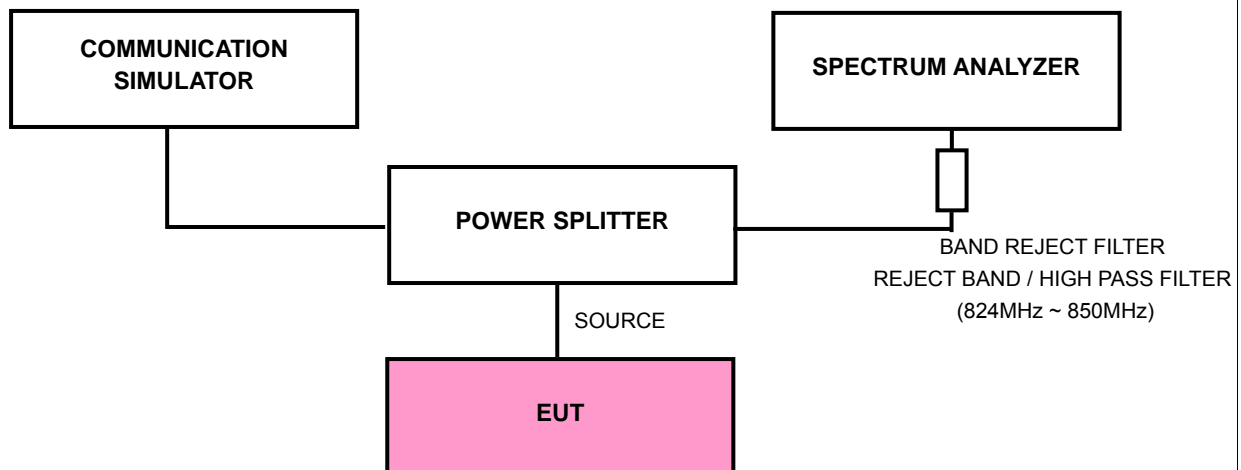 COMMUNICATION
SIMULATOR
SPECTRUM ANALYZER
POWER SPLITTER
BAND REJECT FILTER
REJECT BAND / HIGH PASS FILTER
(824MHz ~ 850MHz)
SOURCE
EUT